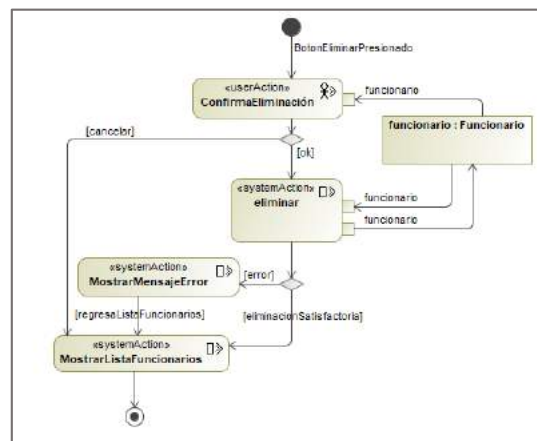 BotonEliminarPresionado
«userAction»
ConfirmaEliminación
funcionario
funcionario : Funcionario
[cancelar]
[ok]
«systemAction»
eliminar
funcionario
funcionario
«systemAction»
MostrarMensajeError
[error]
[regresaListaFuncionarios]
[eliminacionSatisfactoria]
«systemAction»
MostrarListaFuncionarios